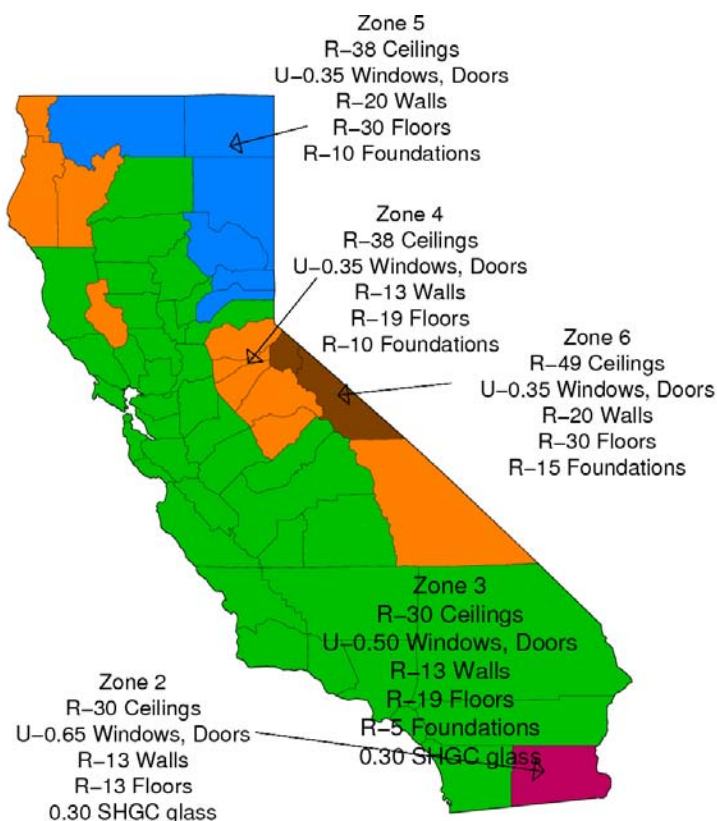 Zone 5
R−38 Ceilings
U−0.35 Windows, Doors
R−20 Walls
R−30 Floors
R−10 Foundations
Zone 4
R−38 Ceilings
U−0.35 Windows, Doors
R−13 Walls
R−19 Floors
R−10 Foundations
Zone 6
R−49 Ceilings
U−0.35 Windows, Doors
R−20 Walls
R−30 Floors
R−15 Foundations
Zone 3
R−30 Ceilings
U−0.50 Windows, Doors
R−13 Walls
R−19 Floors
R−5 Foundations
0.30 SHGC glass
Zone 2
R−30 Ceilings
U−0.65 Windows, Doors
R−13 Walls
R−13 Floors
0.30 SHGC glass